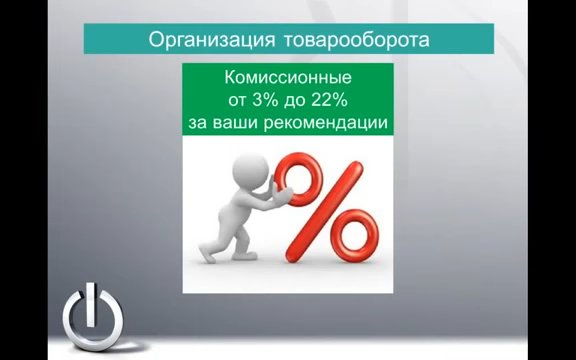 Организация товарооборота
Комиссионные
от 3% до 22%
за ваши рекомендации
%